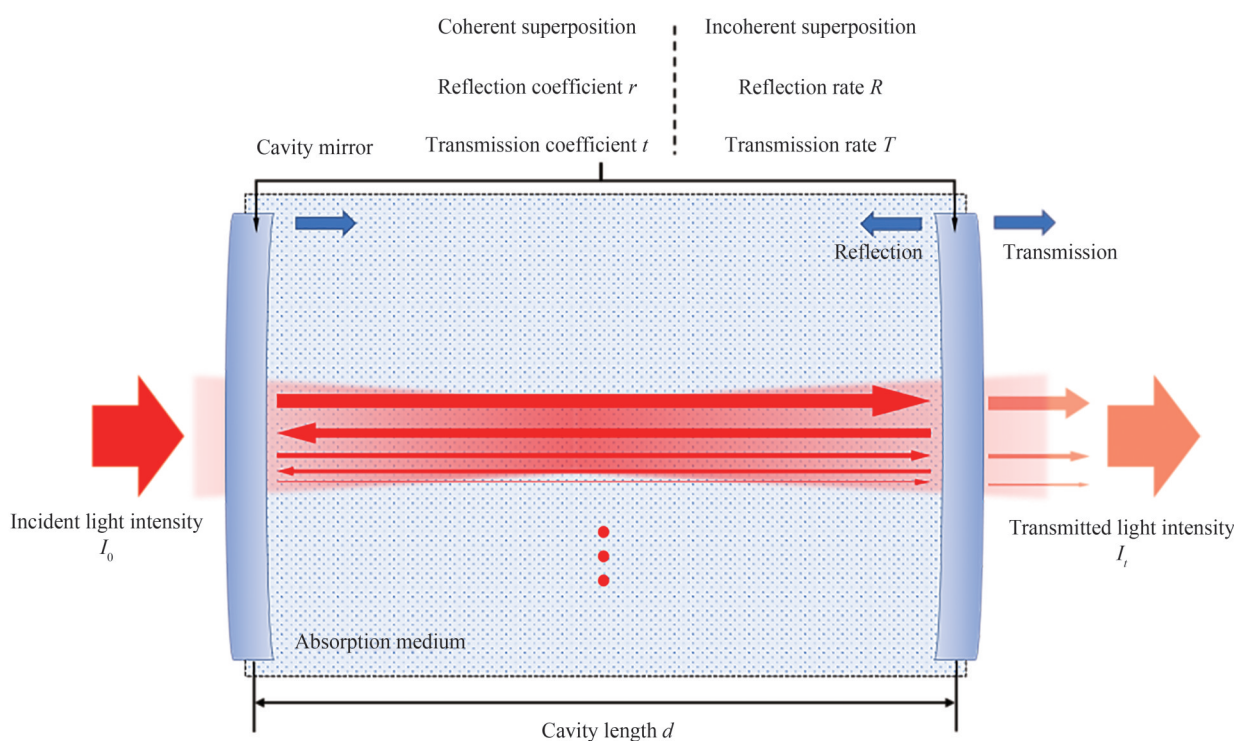 Coherent superposition
Incoherent superposition
Reflection coefficient r
Reflection rate R
Cavity mirror
Transmission coefficient t
Transmission rate T
Reflection
Transmission
Incident light intensity
I₀
Transmitted light intensity
Iₜ
Absorption medium
Cavity length d